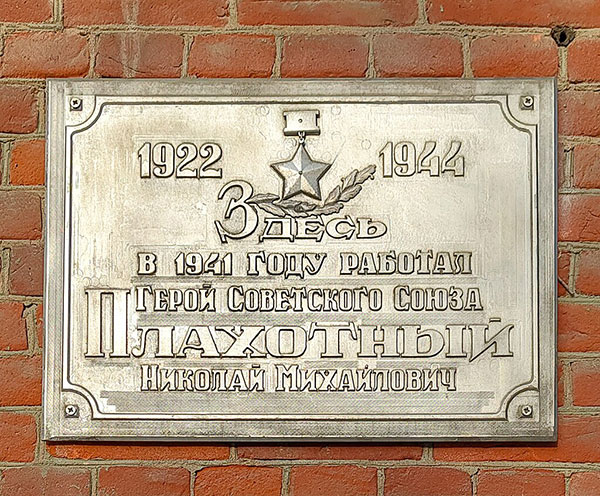 1922 1944
Здесь
в 1941 году работал
Герой Советского Союза
Плахотный
Николай Михайлович